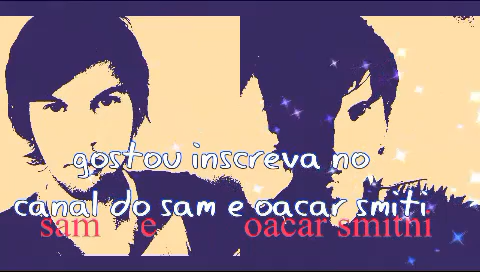 gostou inscreva no
canal do sam e oacar smiti
sam e oacar smithi